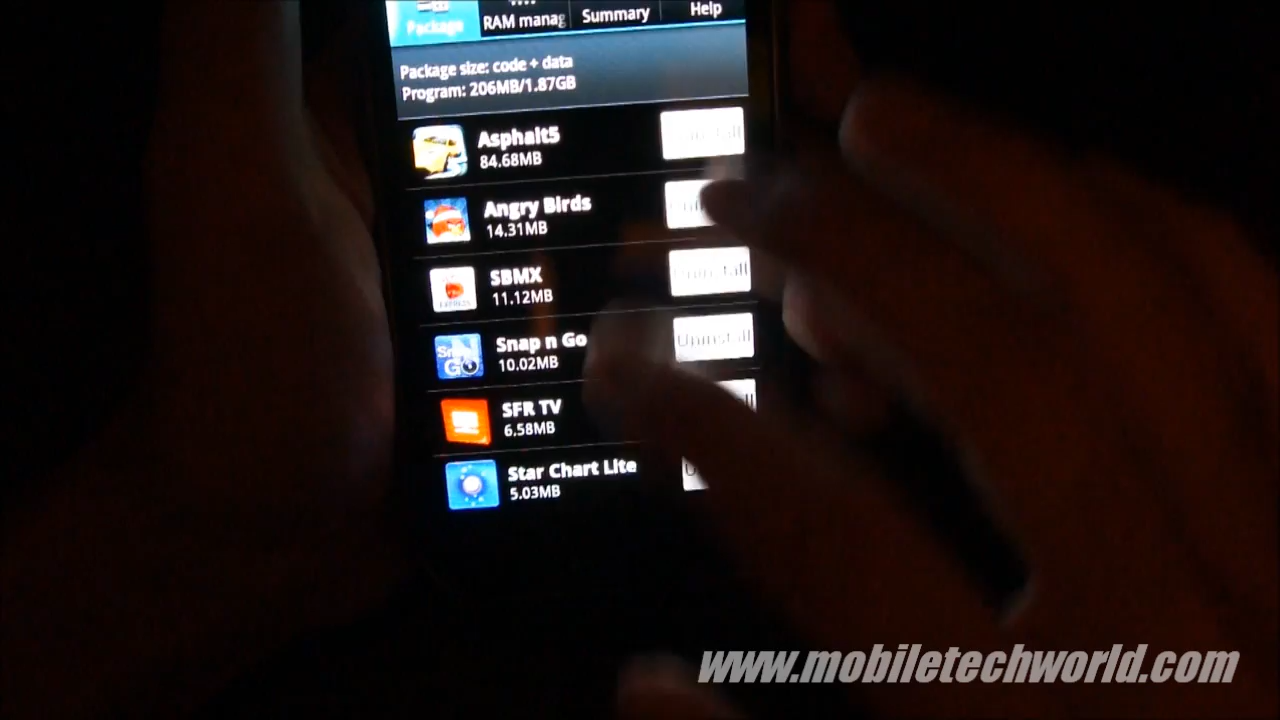 Package
RAM manag
Summary
Help
Package size: code + data
Program: 206MB/1.87GB
Asphalt5
84.68MB
Angry Birds
14.31MB
SBMX
11.12MB
Uninstall
Snap n Go
10.02MB
Uninstall
SFR TV
6.58MB
Star Chart Lite
5.03MB
www.mobiletechworld.com